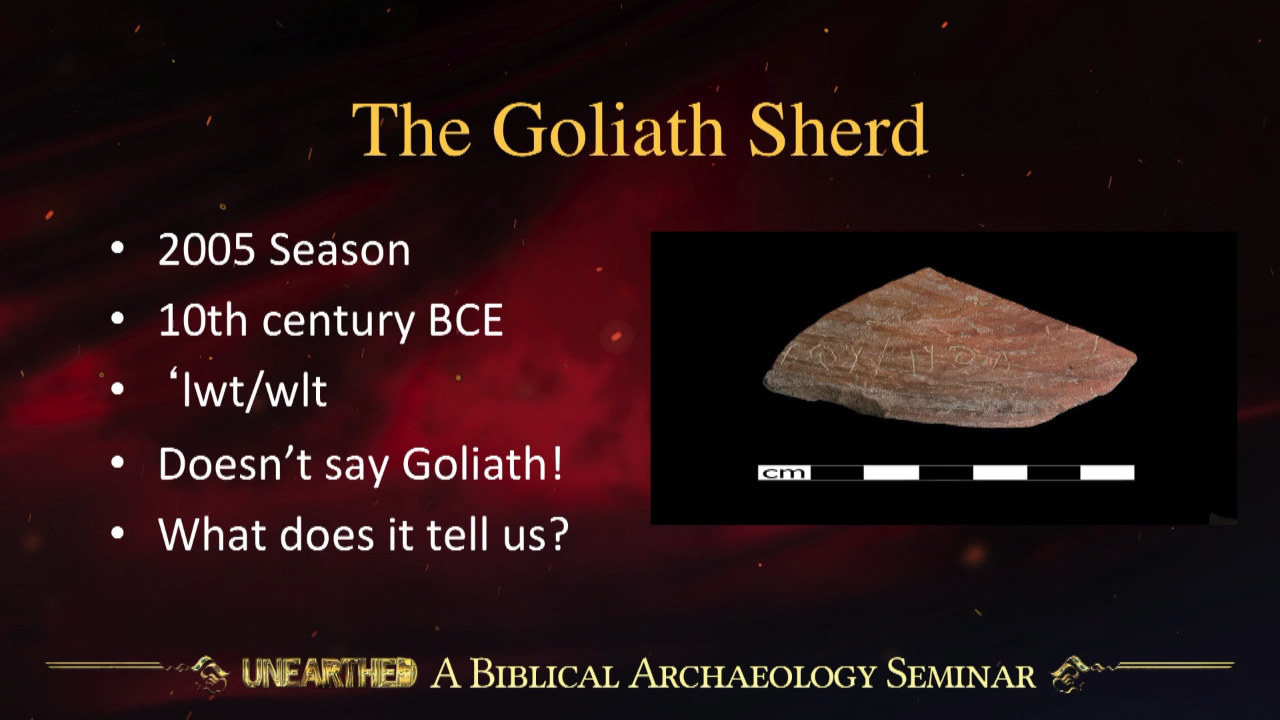 The Goliath Sherd
• 2005 Season
• 10th century BCE
• ‘lwt/wlt
• Doesn’t say Goliath!
• What does it tell us?
cm
UNEARTHED A BIBLICAL ARCHAEOLOGY SEMINAR